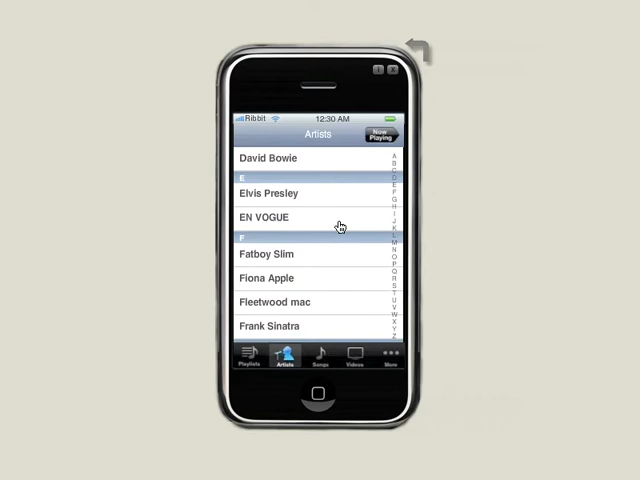 i x
Ribbit 12:30 AM
Artists
Now Playing
David Bowie
E
Elvis Presley
EN VOGUE
F
Fatboy Slim
Fiona Apple
Fleetwood mac
Frank Sinatra
A
B
C
D
E
F
G
H
I
J
K
L
M
N
O
P
Q
R
S
T
U
V
W
X
Y
Z
Playlists Artists Songs Videos More